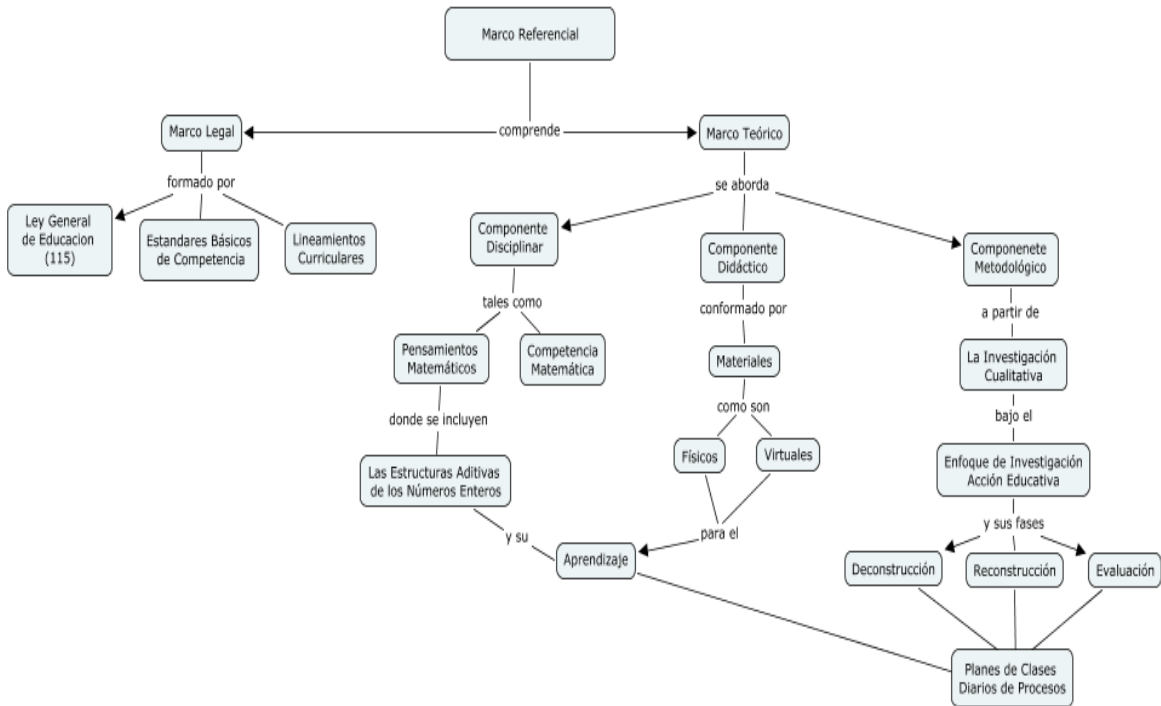 Marco Referencial
comprende
Marco Legal
Marco Teórico
formado por
se aborda
Ley General
de Educacion
(115)
Estandares Básicos
de Competencia
Lineamientos
Curriculares
Componente
Disciplinar
Componente
Didáctico
Componenete
Metodológico
tales como
conformado por
a partir de
Pensamientos
Matemáticos
Competencia
Matemática
Materiales
La Investigación
Cualitativa
donde se incluyen
como son
bajo el
Las Estructuras Aditivas
de los Números Enteros
Físicos
Virtuales
Enfoque de Investigación
Acción Educativa
y su
para el
y sus fases
Aprendizaje
Deconstrucción
Reconstrucción
Evaluación
Planes de Clases
Diarios de Procesos